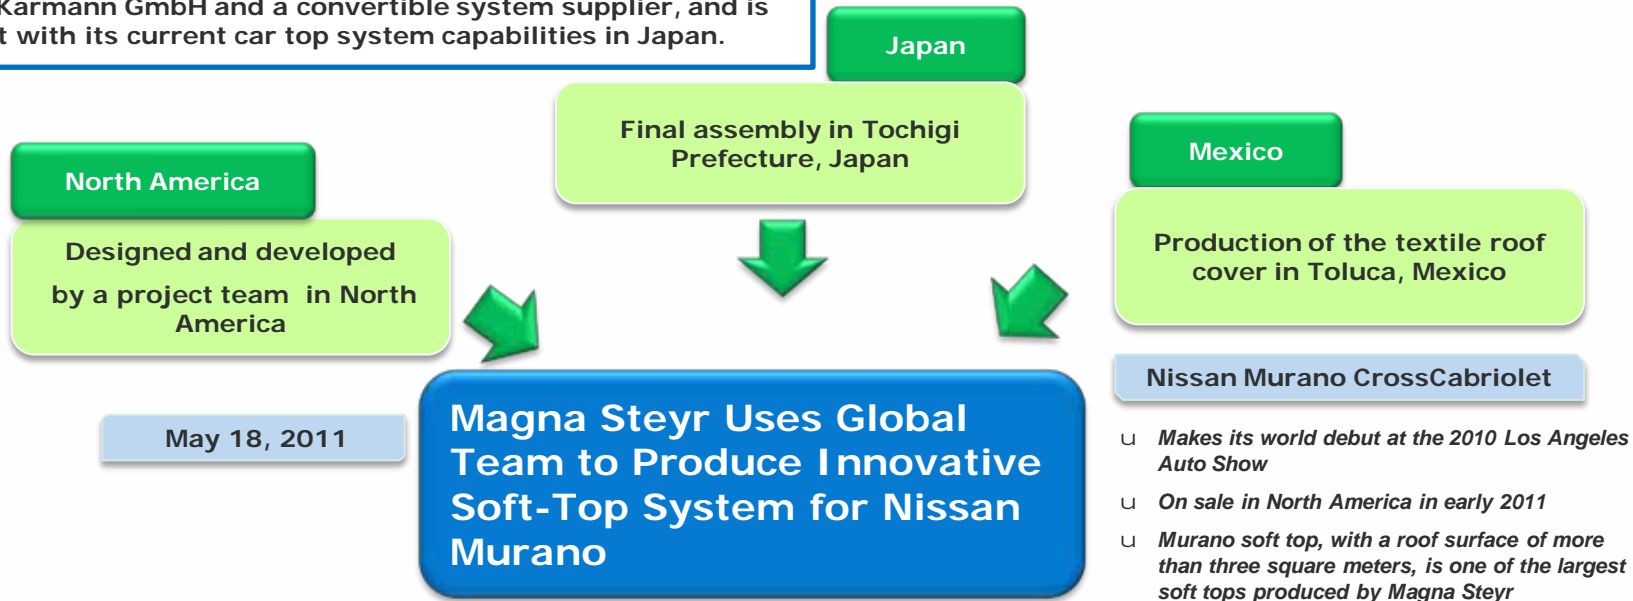 Karmann GmbH and a convertible system supplier, and is
t with its current car top system capabilities in Japan.
Japan
Final assembly in Tochigi
Prefecture, Japan
North America
Designed and developed
by a project team in North
America
Mexico
Production of the textile roof
cover in Toluca, Mexico
May 18, 2011
Magna Steyr Uses Global
Team to Produce Innovative
Soft-Top System for Nissan
Murano
Nissan Murano CrossCabriolet
u Makes its world debut at the 2010 Los Angeles
Auto Show
u On sale in North America in early 2011
u Murano soft top, with a roof surface of more
than three square meters, is one of the largest
soft tops produced by Magna Steyr